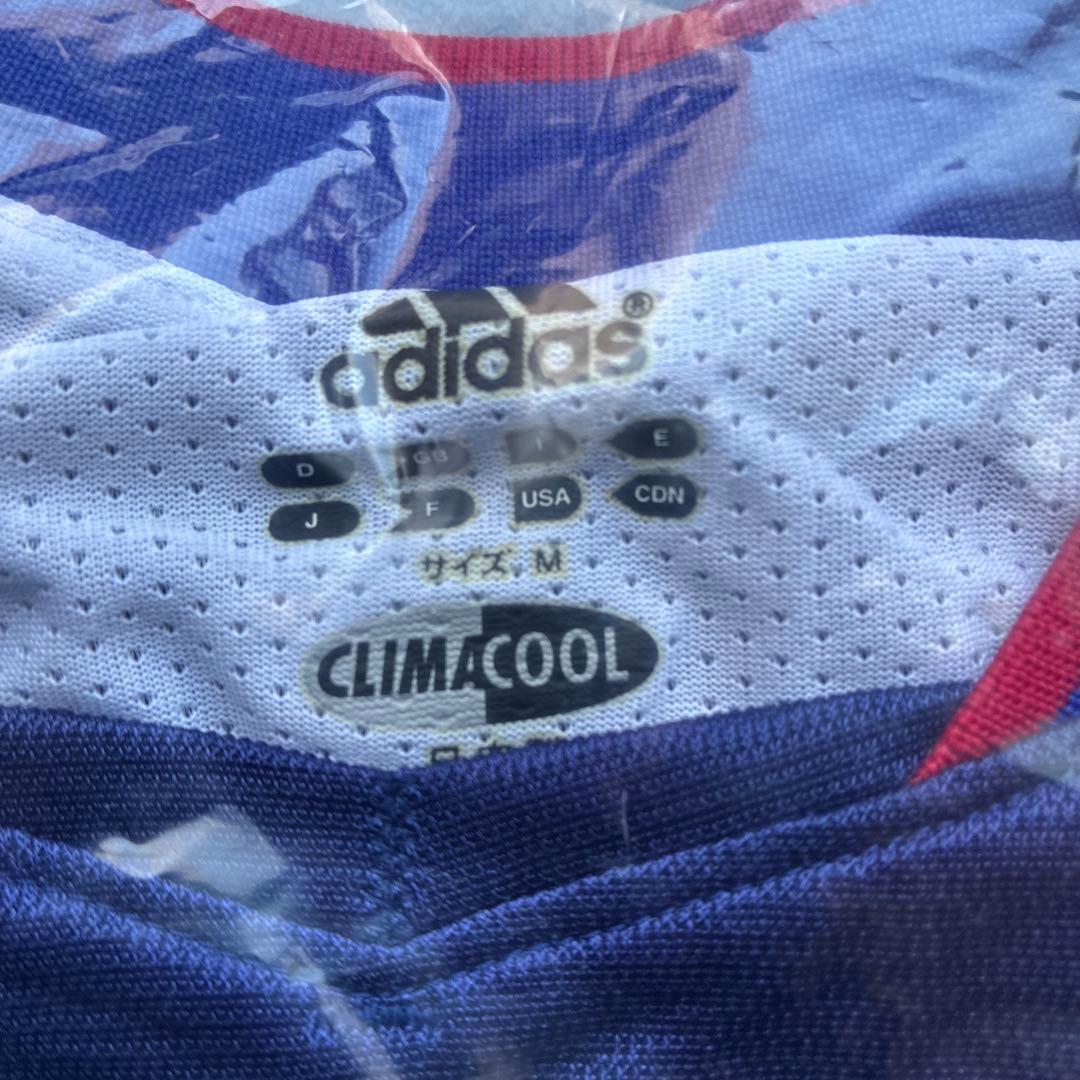 adidas®
D GB I E
J F USA CDN
サイズ M
CLIMACOOL